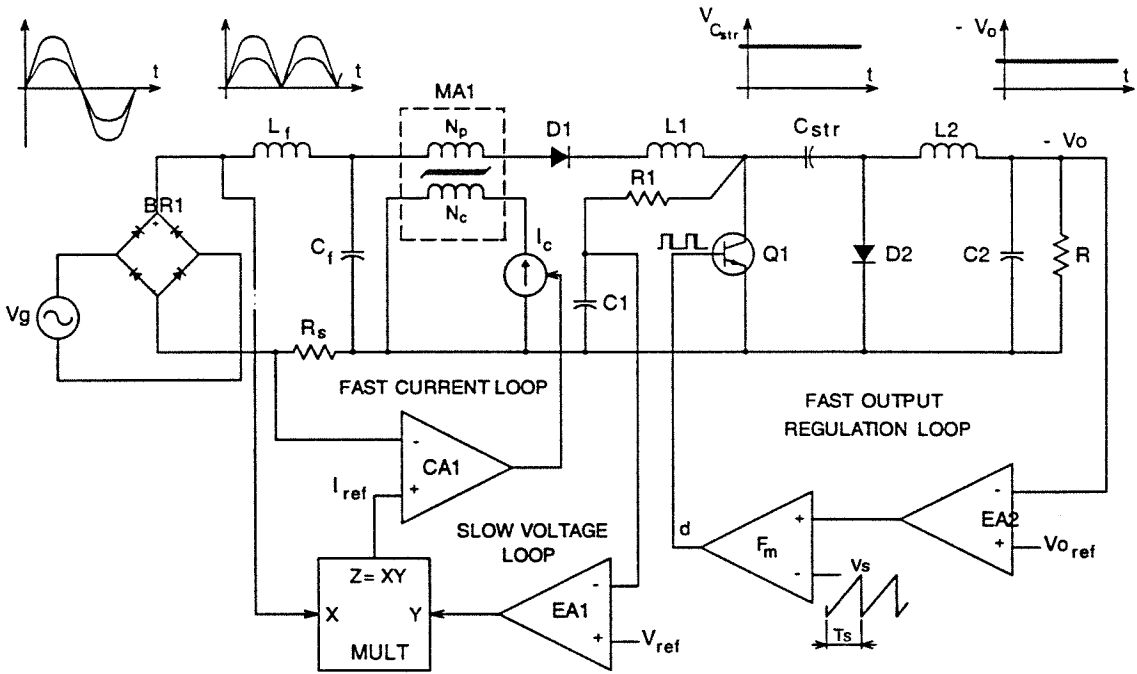 V Cstr
- Vo
t
t
t
t
MA1
Lf
Np
D1
L1
Cstr
L2
- Vo
R1
BR1
Nc
Ic
Cf
Q1
D2
C2
R
Vg
C1
Rs
FAST CURRENT LOOP
FAST OUTPUT
REGULATION LOOP
-
CA1
+
Iref
SLOW VOLTAGE
LOOP
d
+
Fm
-
-
EA2
+
Voref
Vs
Ts
Z= XY
X
Y
MULT
-
EA1
+
Vref